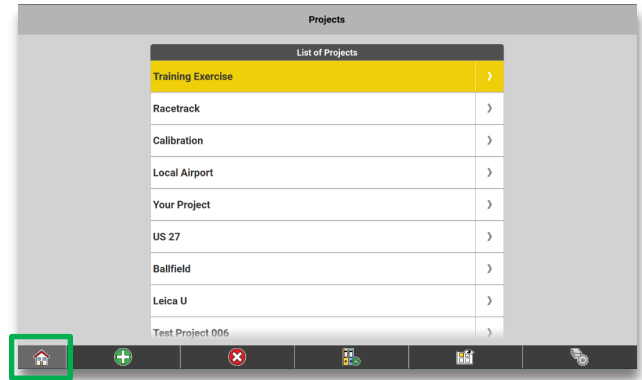 Projects
List of Projects
Training Exercise
Racetrack
Calibration
Local Airport
Your Project
US 27
Ballfield
Leica U
Test Project 006